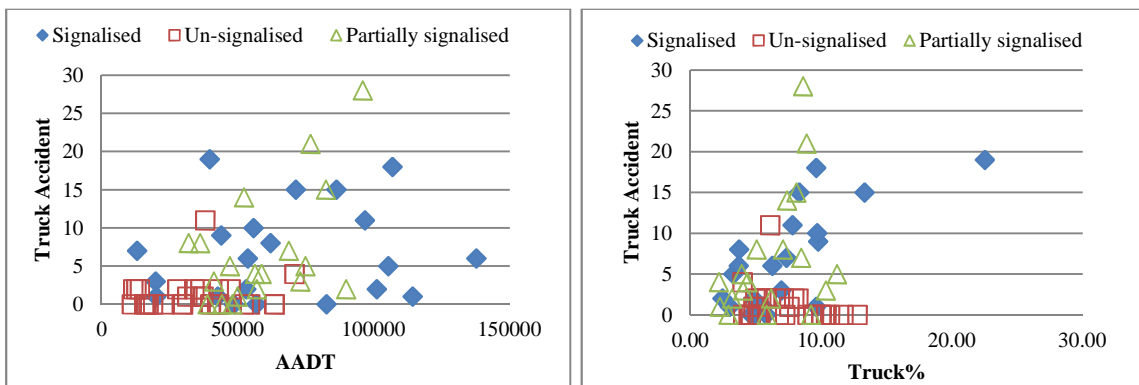 Signalised Un-signalised Partially signalised
30
25
20
15
10
5
0
Truck Accident
0 50000 100000 150000
AADT
Signalised Un-signalised Partially signalised
30
25
20
15
10
5
0
Truck Accident
0.00 10.00 20.00 30.00
Truck%